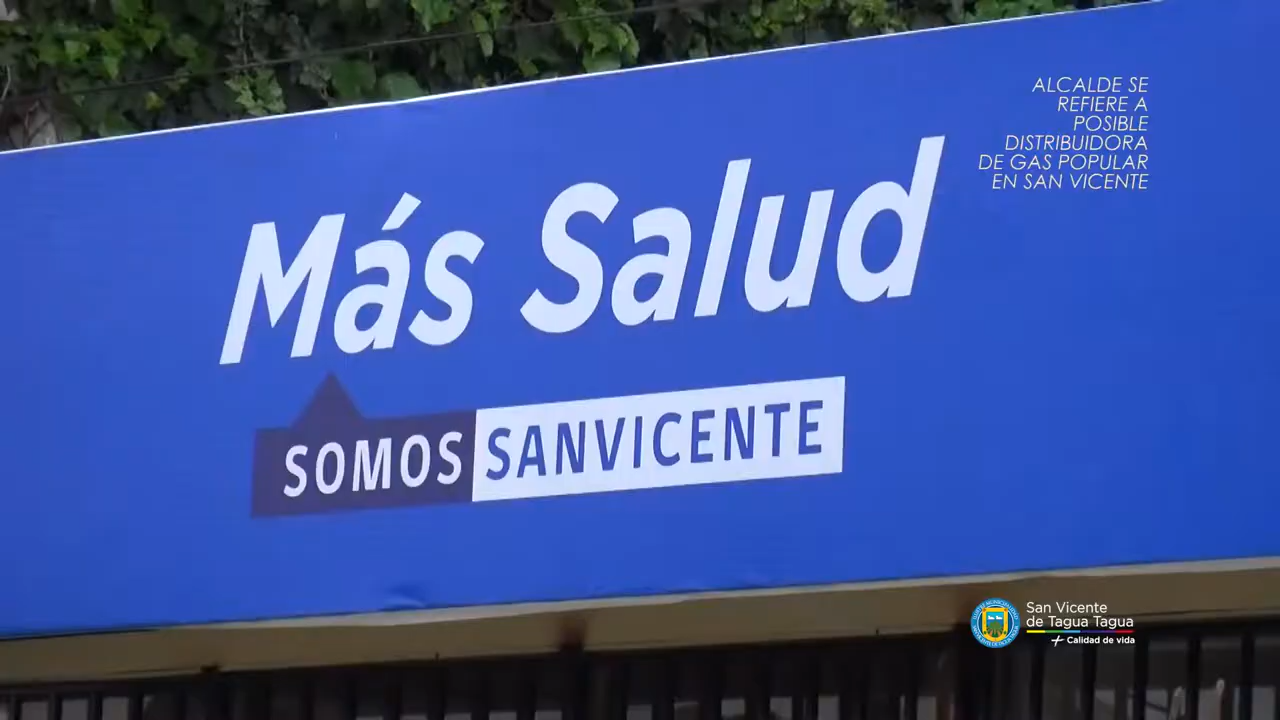 ALCALDE SE
REFIERE A
POSIBLE
DISTRIBUIDORA
DE GAS POPULAR
EN SAN VICENTE
Más Salud
SOMOS SANVICENTE
San Vicente
de Tagua Tagua
+ Calidad de vida